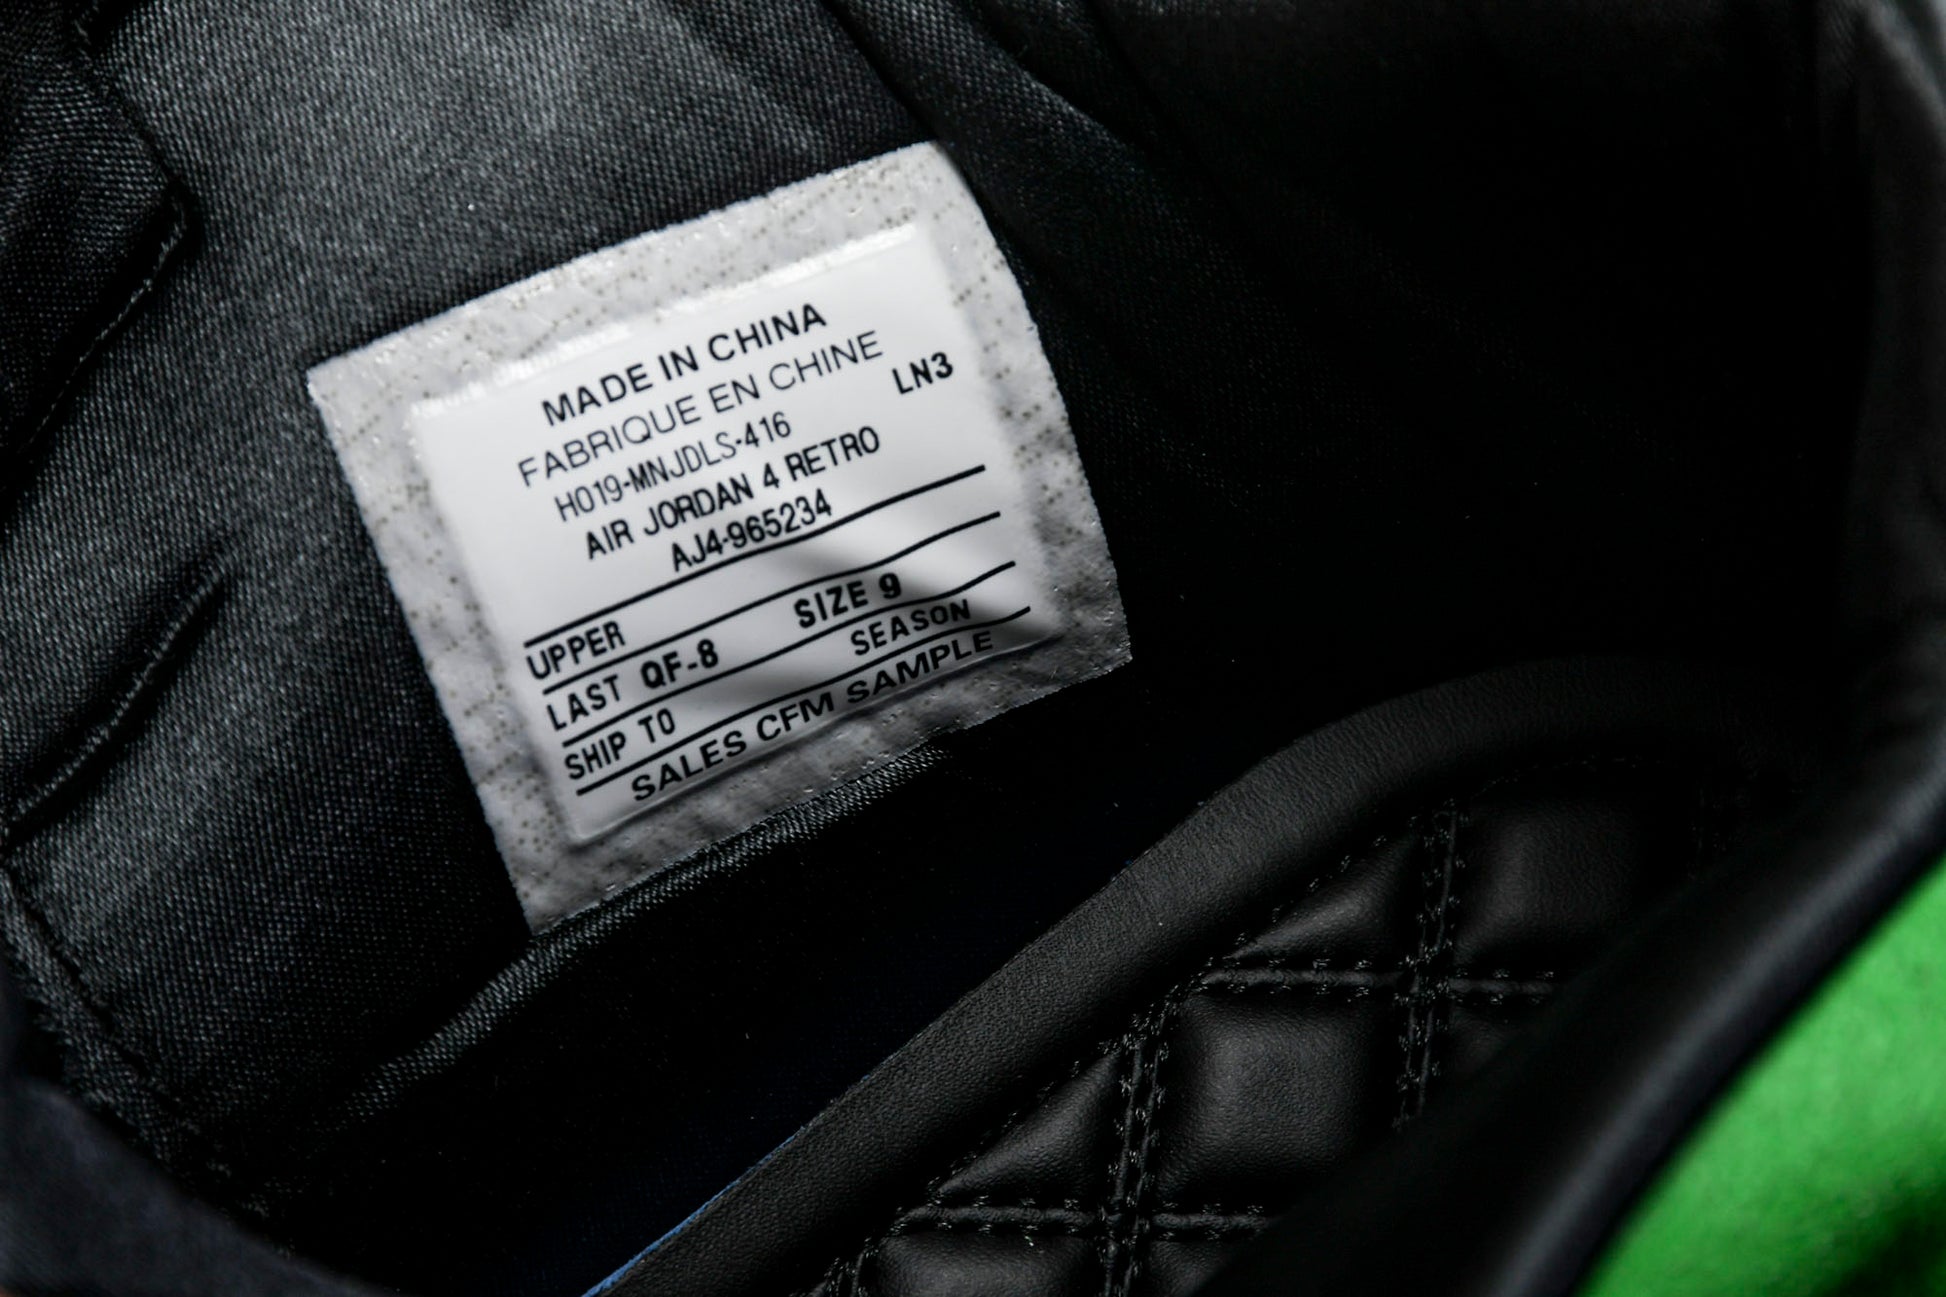 MADE IN CHINA
FABRIQUE EN CHINE
LN3
H019-MNJDLS-416
AIR JORDAN 4 RETRO
AJ4-965234
UPPER
LAST QF-8 SIZE 9
SHIP TO SEASON
SALES CFM SAMPLE